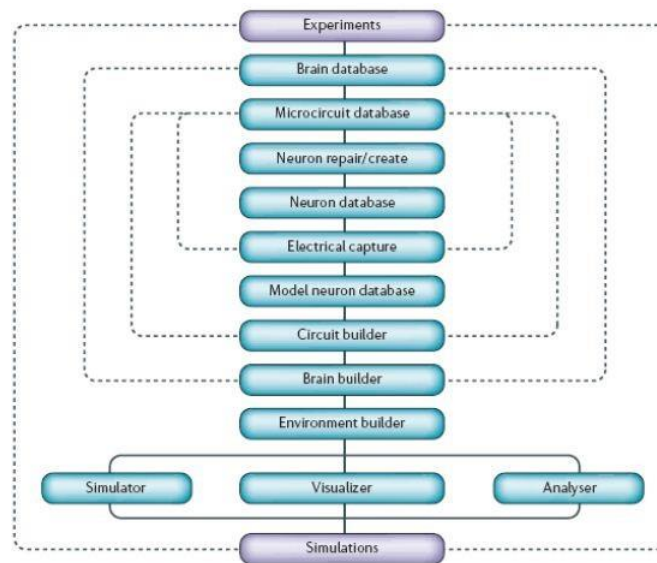 Experiments
Brain database
Microcircuit database
Neuron repair/create
Neuron database
Electrical capture
Model neuron database
Circuit builder
Brain builder
Environment builder
Simulator
Visualizer
Analyser
Simulations